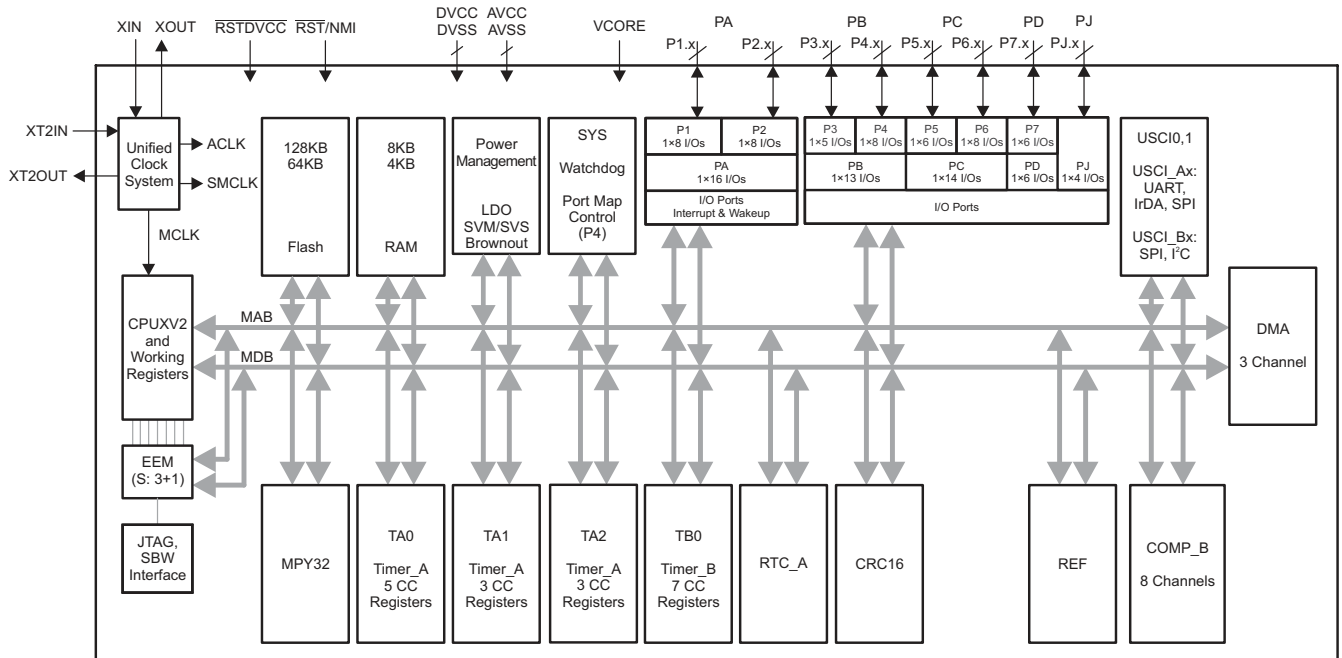 XIN
XOUT
RSTDVCC
RST/NMI
DVCC
DVSS
AVCC
AVSS
VCORE
PA
P1.x
P2.x
PB
P3.x
P4.x
PC
P5.x
P6.x
PD
P7.x
PJ
PJ.x
XT2IN
XT2OUT
Unified
Clock
System
ACLK
SMCLK
MCLK
128KB
64KB
Flash
8KB
4KB
RAM
Power
Management
LDO
SVM/SVS
Brownout
SYS
Watchdog
Port Map
Control
(P4)
P1
1×8 I/Os
P2
1×8 I/Os
PA
1×16 I/Os
I/O Ports
Interrupt & Wakeup
P3
1×5 I/Os
P4
1×8 I/Os
P5
1×6 I/Os
P6
1×8 I/Os
P7
1×6 I/Os
PB
1×13 I/Os
PC
1×14 I/Os
PD
1×6 I/Os
PJ
1×4 I/Os
I/O Ports
USCI0,1
USCI_Ax:
UART,
IrDA, SPI
USCI_Bx:
SPI, I²C
CPUXV2
and
Working
Registers
MAB
MDB
DMA
3 Channel
EEM
(S: 3+1)
JTAG,
SBW
Interface
MPY32
TA0
Timer_A
5 CC
Registers
TA1
Timer_A
3 CC
Registers
TA2
Timer_A
3 CC
Registers
TB0
Timer_B
7 CC
Registers
RTC_A
CRC16
REF
COMP_B
8 Channels